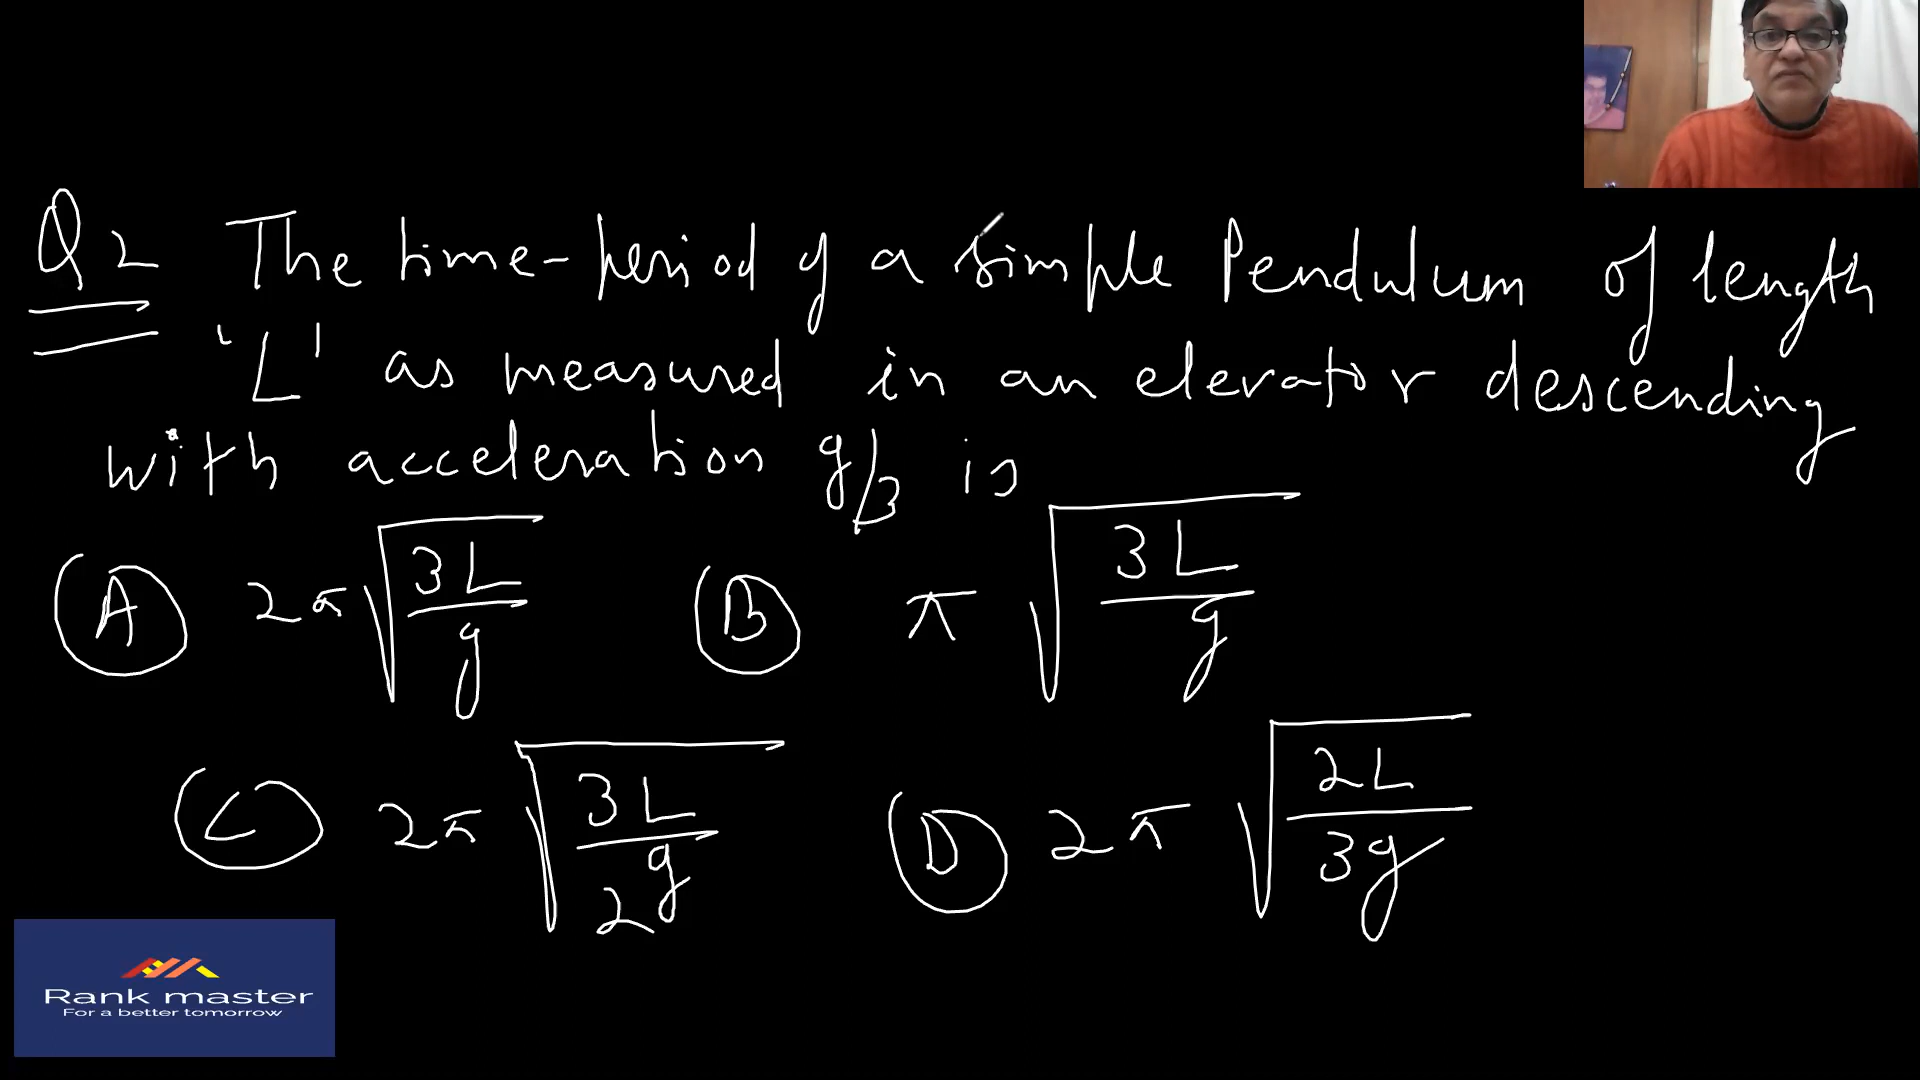 Q2 The time-period of a simple Pendulum of length
'L' as measured in an elevator descending
with acceleration g/3 is
(A) 2π√(3L/g) (B) π√(3L/g)
(C) 2π√(3L/2g) (D) 2π√(2L/3g)
Rank master
For a better tomorrow